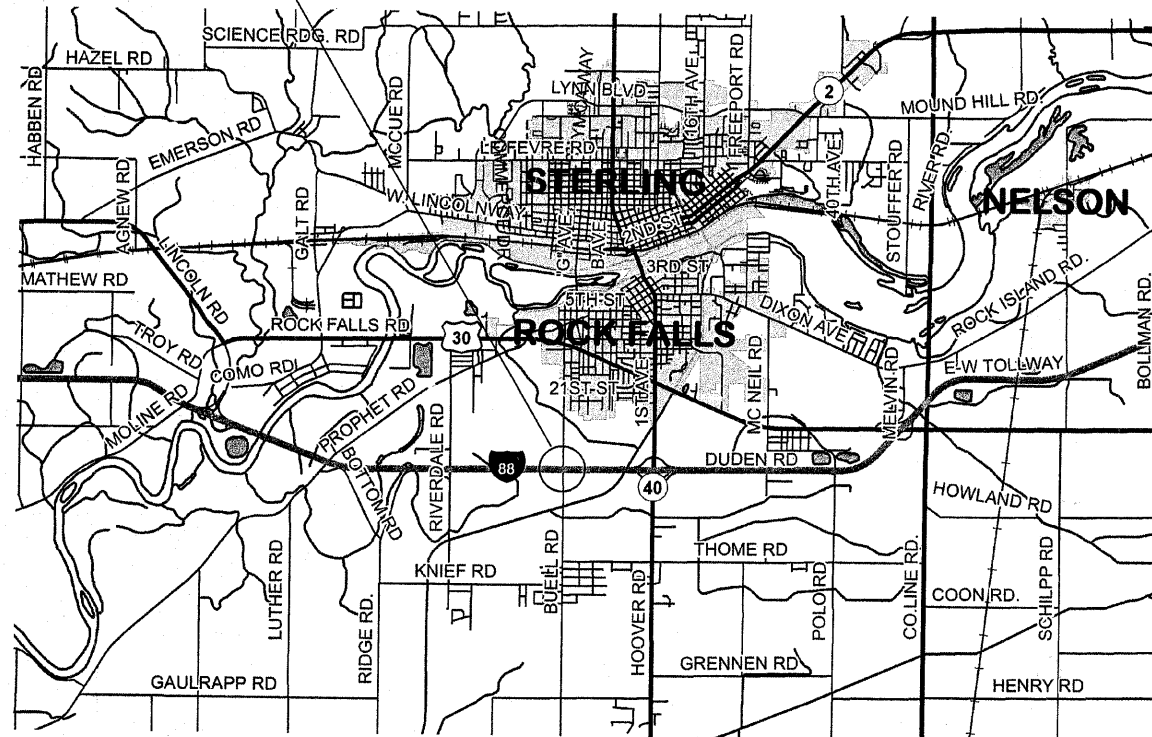 SCIENCE RDG. RD
HAZEL RD
HABBEN RD
EMERSON RD
MCCUE RD
LYNN BLVD
16TH AVE
FREEPORT RD
2
MOUND HILL RD.
LEFEVRE RD
STERLING
W. LINCOLNWAY
2ND ST
"G" AVE
B AVE
40TH AVE
STOUFFER RD
RIVER RD.
NELSON
AGNEW RD
GALT RD
LINCOLN RD
MATHEW RD
3RD ST
5TH ST
ROCK FALLS
DIXON AVE
ROCK ISLAND RD.
BOLLMAN RD.
TROY RD
ROCK FALLS RD
30
COMO RD
E-W TOLLWAY
21ST ST
1ST AVE
MC NEIL RD
MELVIN RD
MOLINE RD
PROPHET RD
BOTTOM RD
RIVERDALE RD
88
40
DUDEN RD
HOWLAND RD
THOME RD
KNIEF RD
BUELL RD
LUTHER RD
RIDGE RD.
HOOVER RD
POLO RD
CO.LINE RD.
COON RD.
SCHILPP RD
GAULRAPP RD
GRENNEN RD
HENRY RD